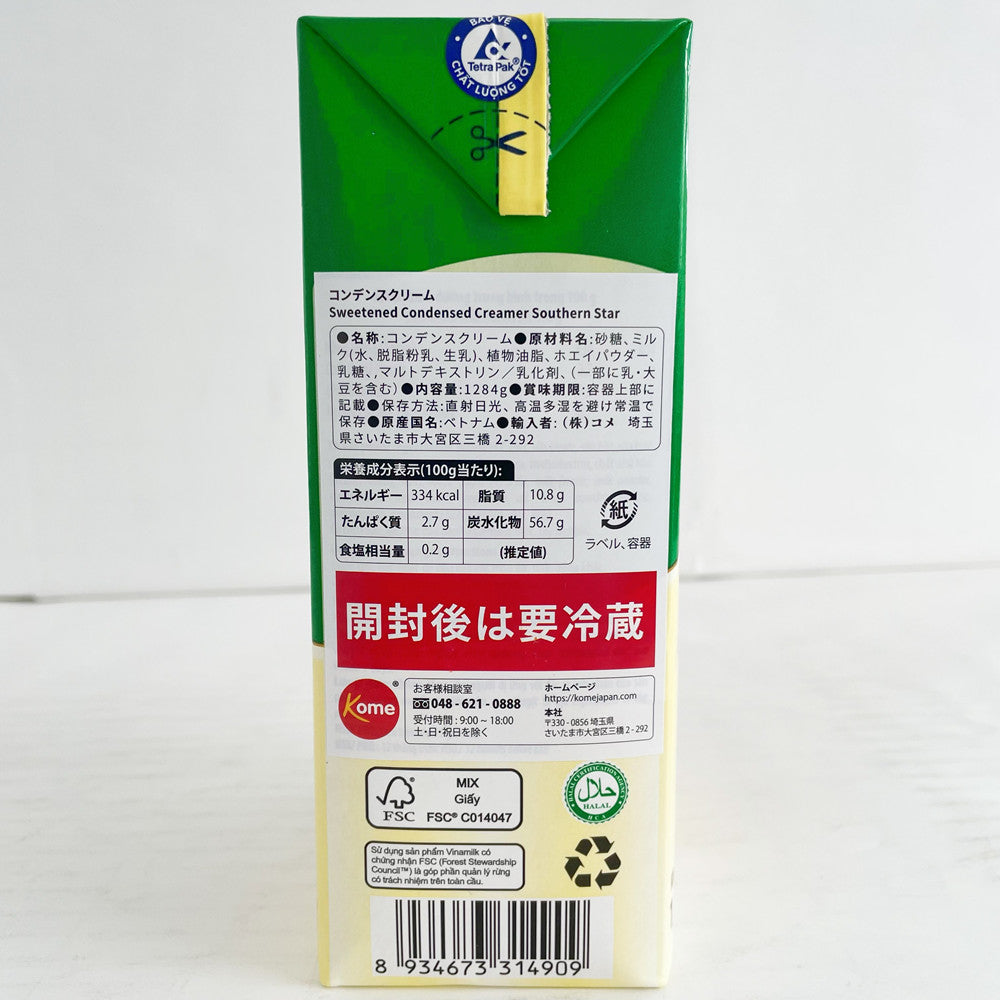 BẢO VỆ
Tetra Pak®
CHẤT LƯỢNG TỐT
コンデンスクリーム
Sweetened Condensed Creamer Southern Star
●名称:コンデンスクリーム●原材料名:砂糖、ミル
ク(水、脱脂粉乳、生乳)、植物油脂、ホエイパウダー、
乳糖、,マルトデキストリン／乳化剤、(一部に乳・大
豆を含む)●内容量:1284g●賞味期限:容器上部に
記載●保存方法:直射日光、高温多湿を避け常温で
保存●原産国名:ベトナム●輸入者:(株)コメ 埼玉
県さいたま市大宮区三橋 2-292
栄養成分表示(100g当たり):
エネルギー 334 kcal 脂質 10.8 g
たんぱく質 2.7 g 炭水化物 56.7 g
食塩相当量 0.2 g (推定値)
紙
ラベル、容器
開封後は要冷蔵
Kome®
お客様相談室
048 - 621 - 0888
受付時間 : 9:00 ~ 18:00
土・日・祝日を除く
ホームページ
https://komejapan.com
本社
〒330 - 0856 埼玉県
さいたま市大宮区三橋 2 - 292
FSC
MIX
Giấy
FSC® C014047
HALAL CERTIFICATION AGENCY
حلال
HALAL
HCA
Sử dụng sản phẩm Vinamilk có
chứng nhận FSC (Forest Stewardship
Council™) là góp phần quản lý rừng
có trách nhiệm trên toàn cầu.
8 934673 314909